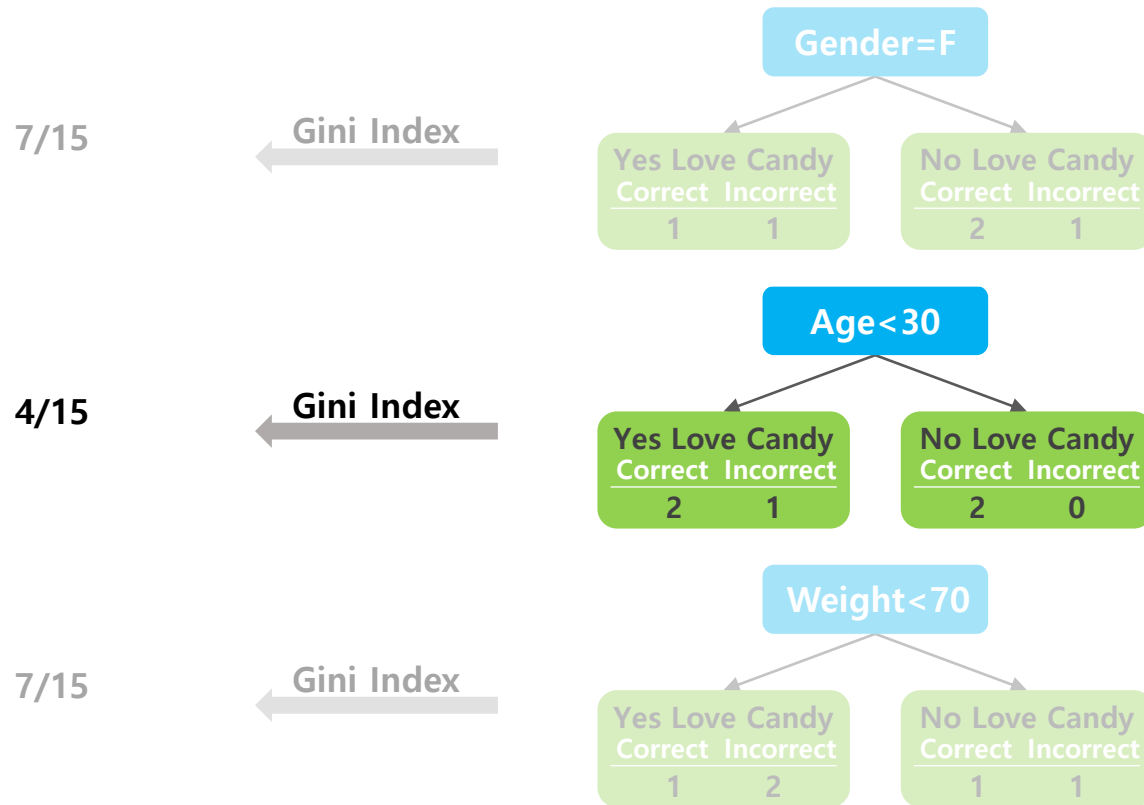 Gender=F
7/15 Gini Index
Yes Love Candy No Love Candy
Correct Incorrect Correct Incorrect
1 1 2 1
Age<30
4/15 Gini Index
Yes Love Candy No Love Candy
Correct Incorrect Correct Incorrect
2 1 2 0
Weight<70
7/15 Gini Index
Yes Love Candy No Love Candy
Correct Incorrect Correct Incorrect
1 2 1 1